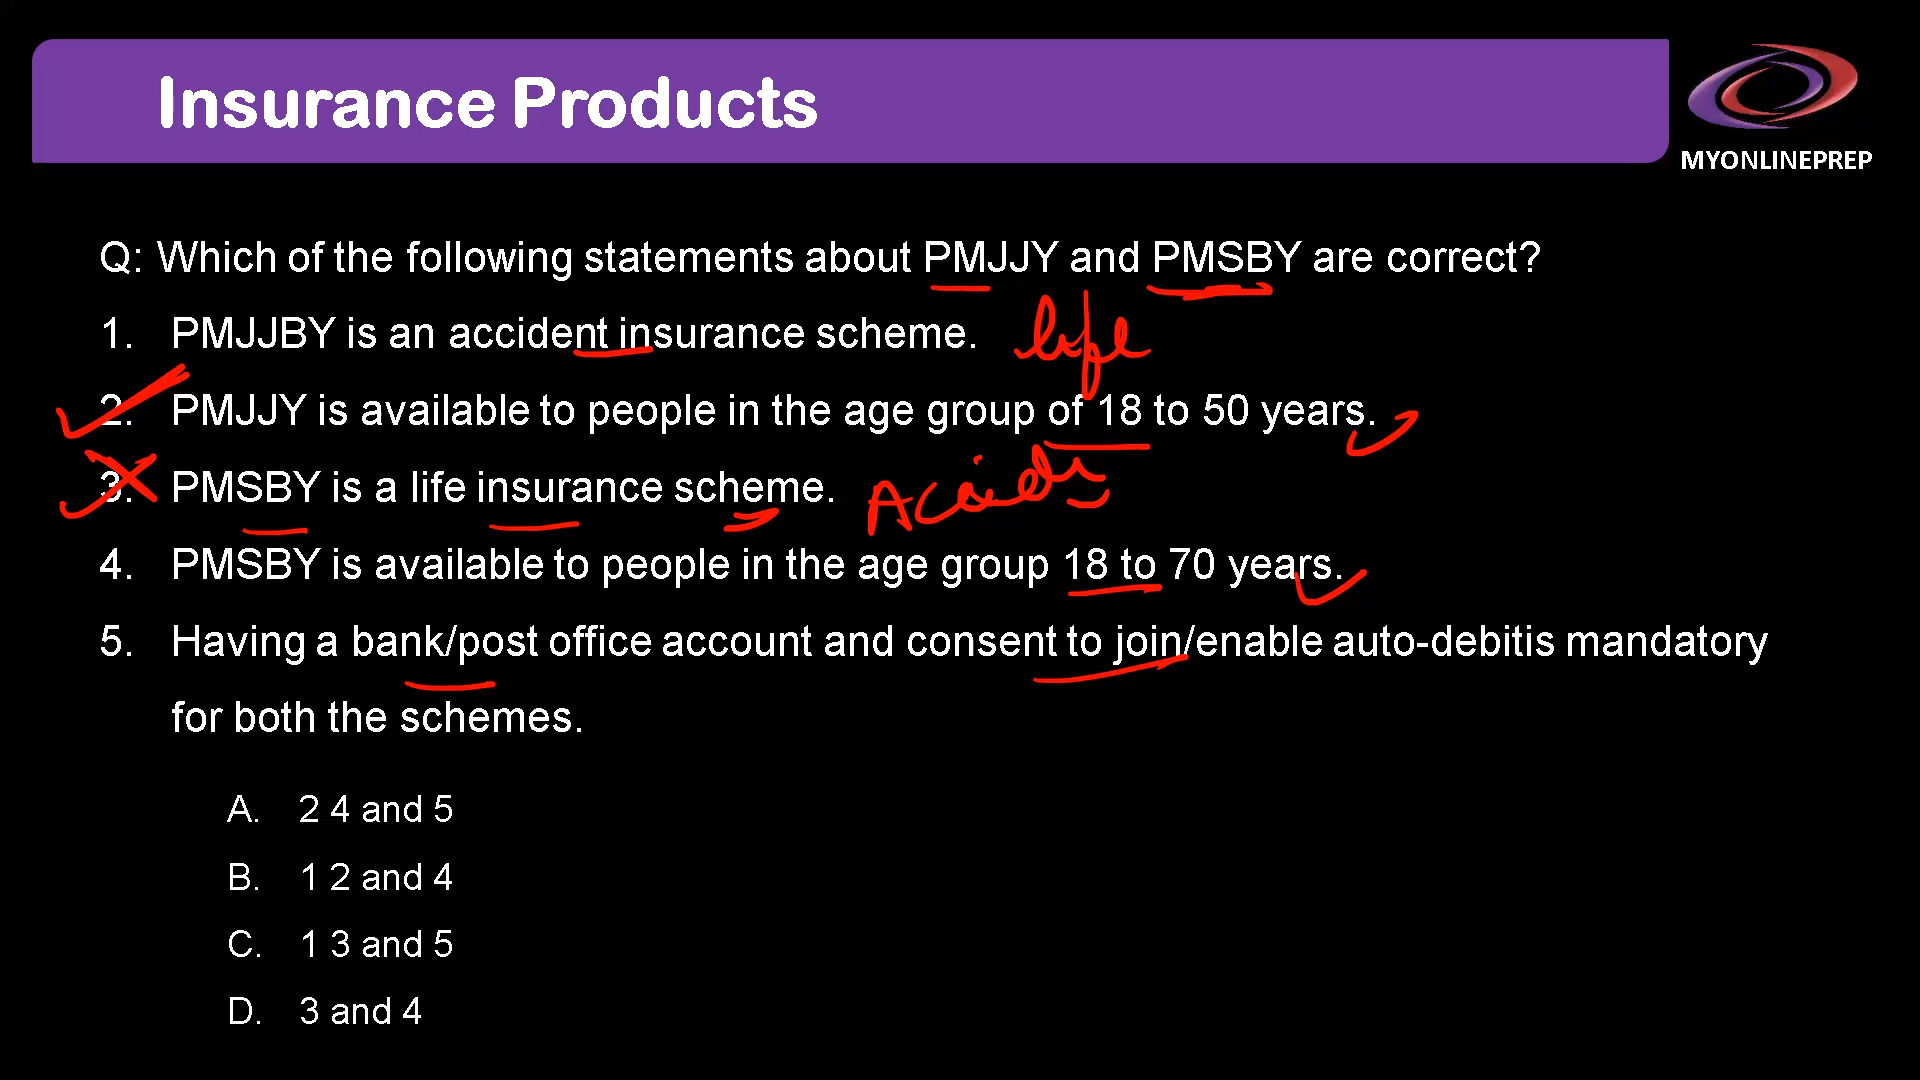 Insurance Products
MYONLINEPREP
Q: Which of the following statements about PMJJY and PMSBY are correct?
1. PMJJBY is an accident insurance scheme. life
2. PMJJY is available to people in the age group of 18 to 50 years.
3. PMSBY is a life insurance scheme.
4. PMSBY is available to people in the age group 18 to 70 years.
5. Having a bank/post office account and consent to join/enable auto-debitis mandatory
for both the schemes.
A. 2 4 and 5
B. 1 2 and 4
C. 1 3 and 5
D. 3 and 4